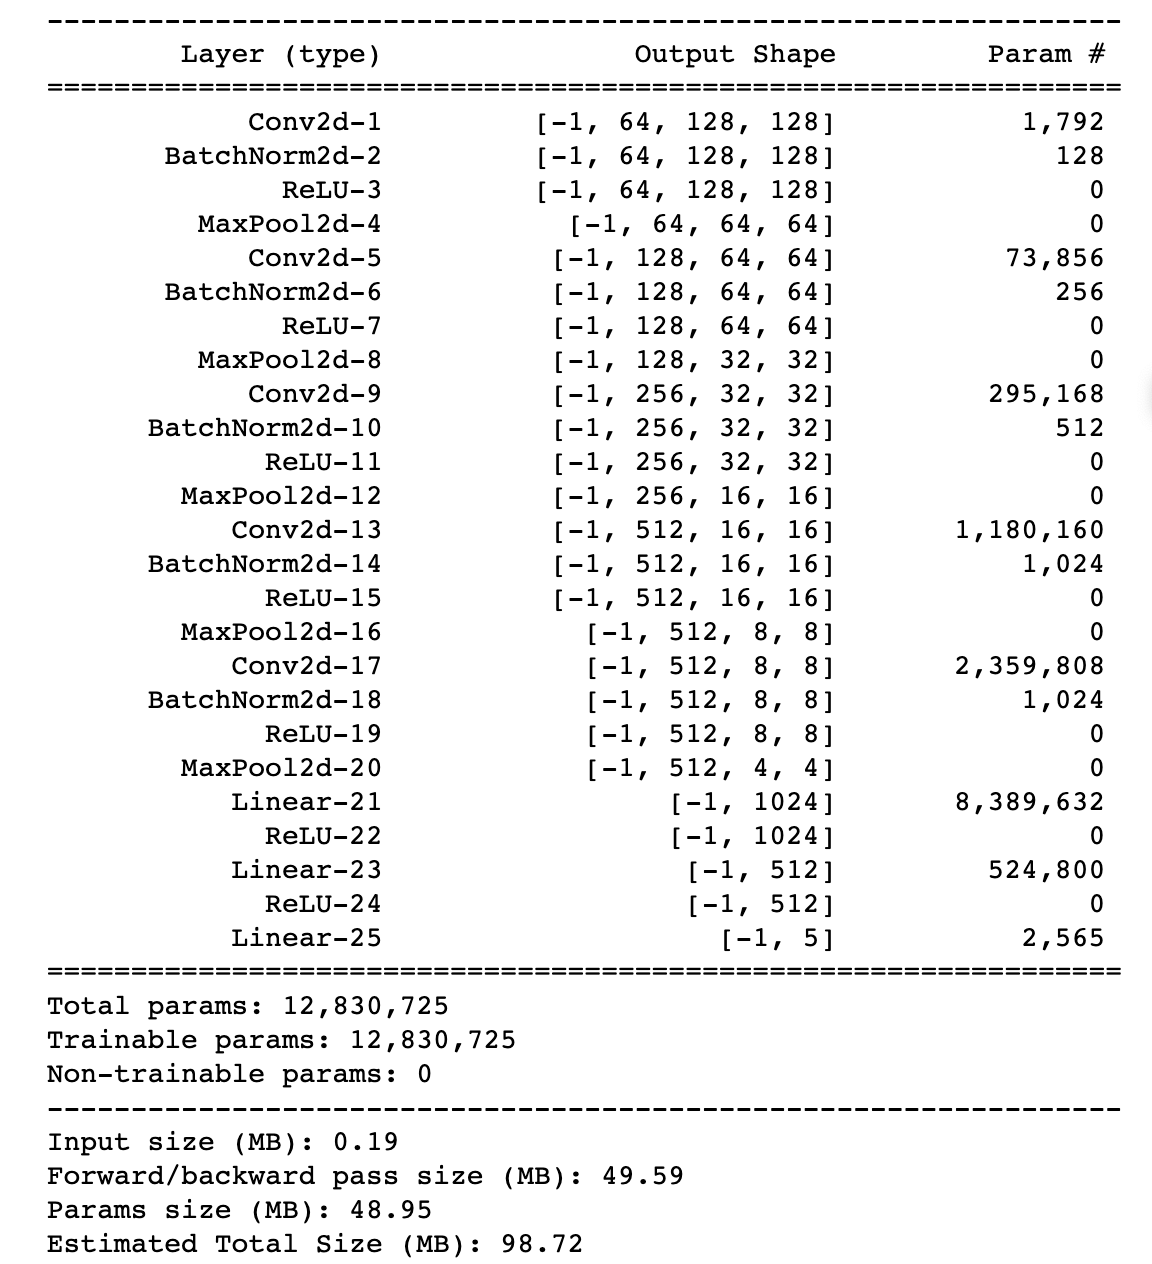 ----------------------------------------------------------------
Layer (type) Output Shape Param #
================================================================
Conv2d-1 [-1, 64, 128, 128] 1,792
BatchNorm2d-2 [-1, 64, 128, 128] 128
ReLU-3 [-1, 64, 128, 128] 0
MaxPool2d-4 [-1, 64, 64, 64] 0
Conv2d-5 [-1, 128, 64, 64] 73,856
BatchNorm2d-6 [-1, 128, 64, 64] 256
ReLU-7 [-1, 128, 64, 64] 0
MaxPool2d-8 [-1, 128, 32, 32] 0
Conv2d-9 [-1, 256, 32, 32] 295,168
BatchNorm2d-10 [-1, 256, 32, 32] 512
ReLU-11 [-1, 256, 32, 32] 0
MaxPool2d-12 [-1, 256, 16, 16] 0
Conv2d-13 [-1, 512, 16, 16] 1,180,160
BatchNorm2d-14 [-1, 512, 16, 16] 1,024
ReLU-15 [-1, 512, 16, 16] 0
MaxPool2d-16 [-1, 512, 8, 8] 0
Conv2d-17 [-1, 512, 8, 8] 2,359,808
BatchNorm2d-18 [-1, 512, 8, 8] 1,024
ReLU-19 [-1, 512, 8, 8] 0
MaxPool2d-20 [-1, 512, 4, 4] 0
Linear-21 [-1, 1024] 8,389,632
ReLU-22 [-1, 1024] 0
Linear-23 [-1, 512] 524,800
ReLU-24 [-1, 512] 0
Linear-25 [-1, 5] 2,565
================================================================
Total params: 12,830,725
Trainable params: 12,830,725
Non-trainable params: 0
----------------------------------------------------------------
Input size (MB): 0.19
Forward/backward pass size (MB): 49.59
Params size (MB): 48.95
Estimated Total Size (MB): 98.72